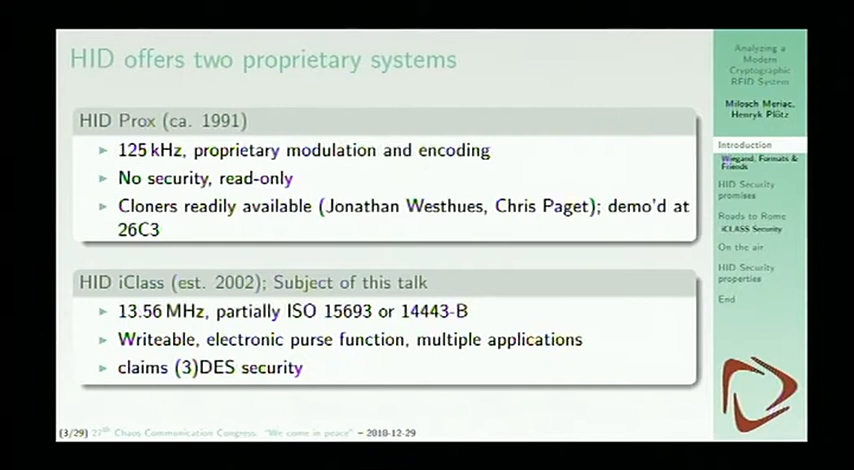 HID offers two proprietary systems
HID Prox (ca. 1991)
125 kHz, proprietary modulation and encoding
No security, read-only
Cloners readily available (Jonathan Westhues, Chris Paget); demo'd at
26C3
HID iClass (est. 2002); Subject of this talk
13.56 MHz, partially ISO 15693 or 14443-B
Writeable, electronic purse function, multiple applications
claims (3)DES security
(3/29) 27th Chaos Communication Congress: "We come in peace" – 2010-12-29
Analyzing a
Modern
Cryptographic
RFID System
Milosch Meriac,
Henryk Plötz
Introduction
Wiegand, Formats &
Friends
HID Security
promises
Roads to Rome
iCLASS Security
On the air
HID Security
properties
End